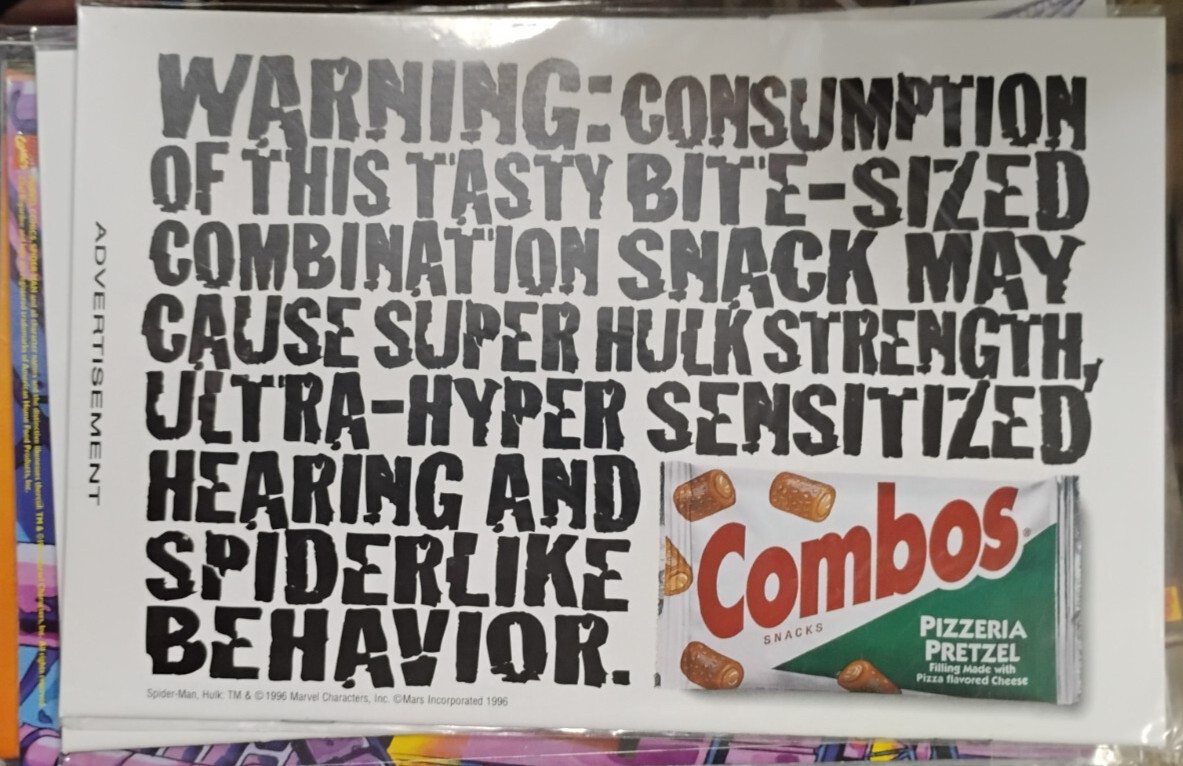 WARNING: CONSUMPTION
OF THIS TASTY BITE-SIZED
COMBINATION SNACK MAY
CAUSE SUPER HULK STRENGTH,
ULTRA-HYPER SENSITIZED
HEARING AND
SPIDERLIKE
BEHAVIOR.
Combos
SNACKS
PIZZERIA
PRETZEL
Filling Made with
Pizza flavored Cheese
Spider-Man, Hulk: TM & © 1996 Marvel Characters, Inc. ©Mars Incorporated 1996
ADVERTISEMENT